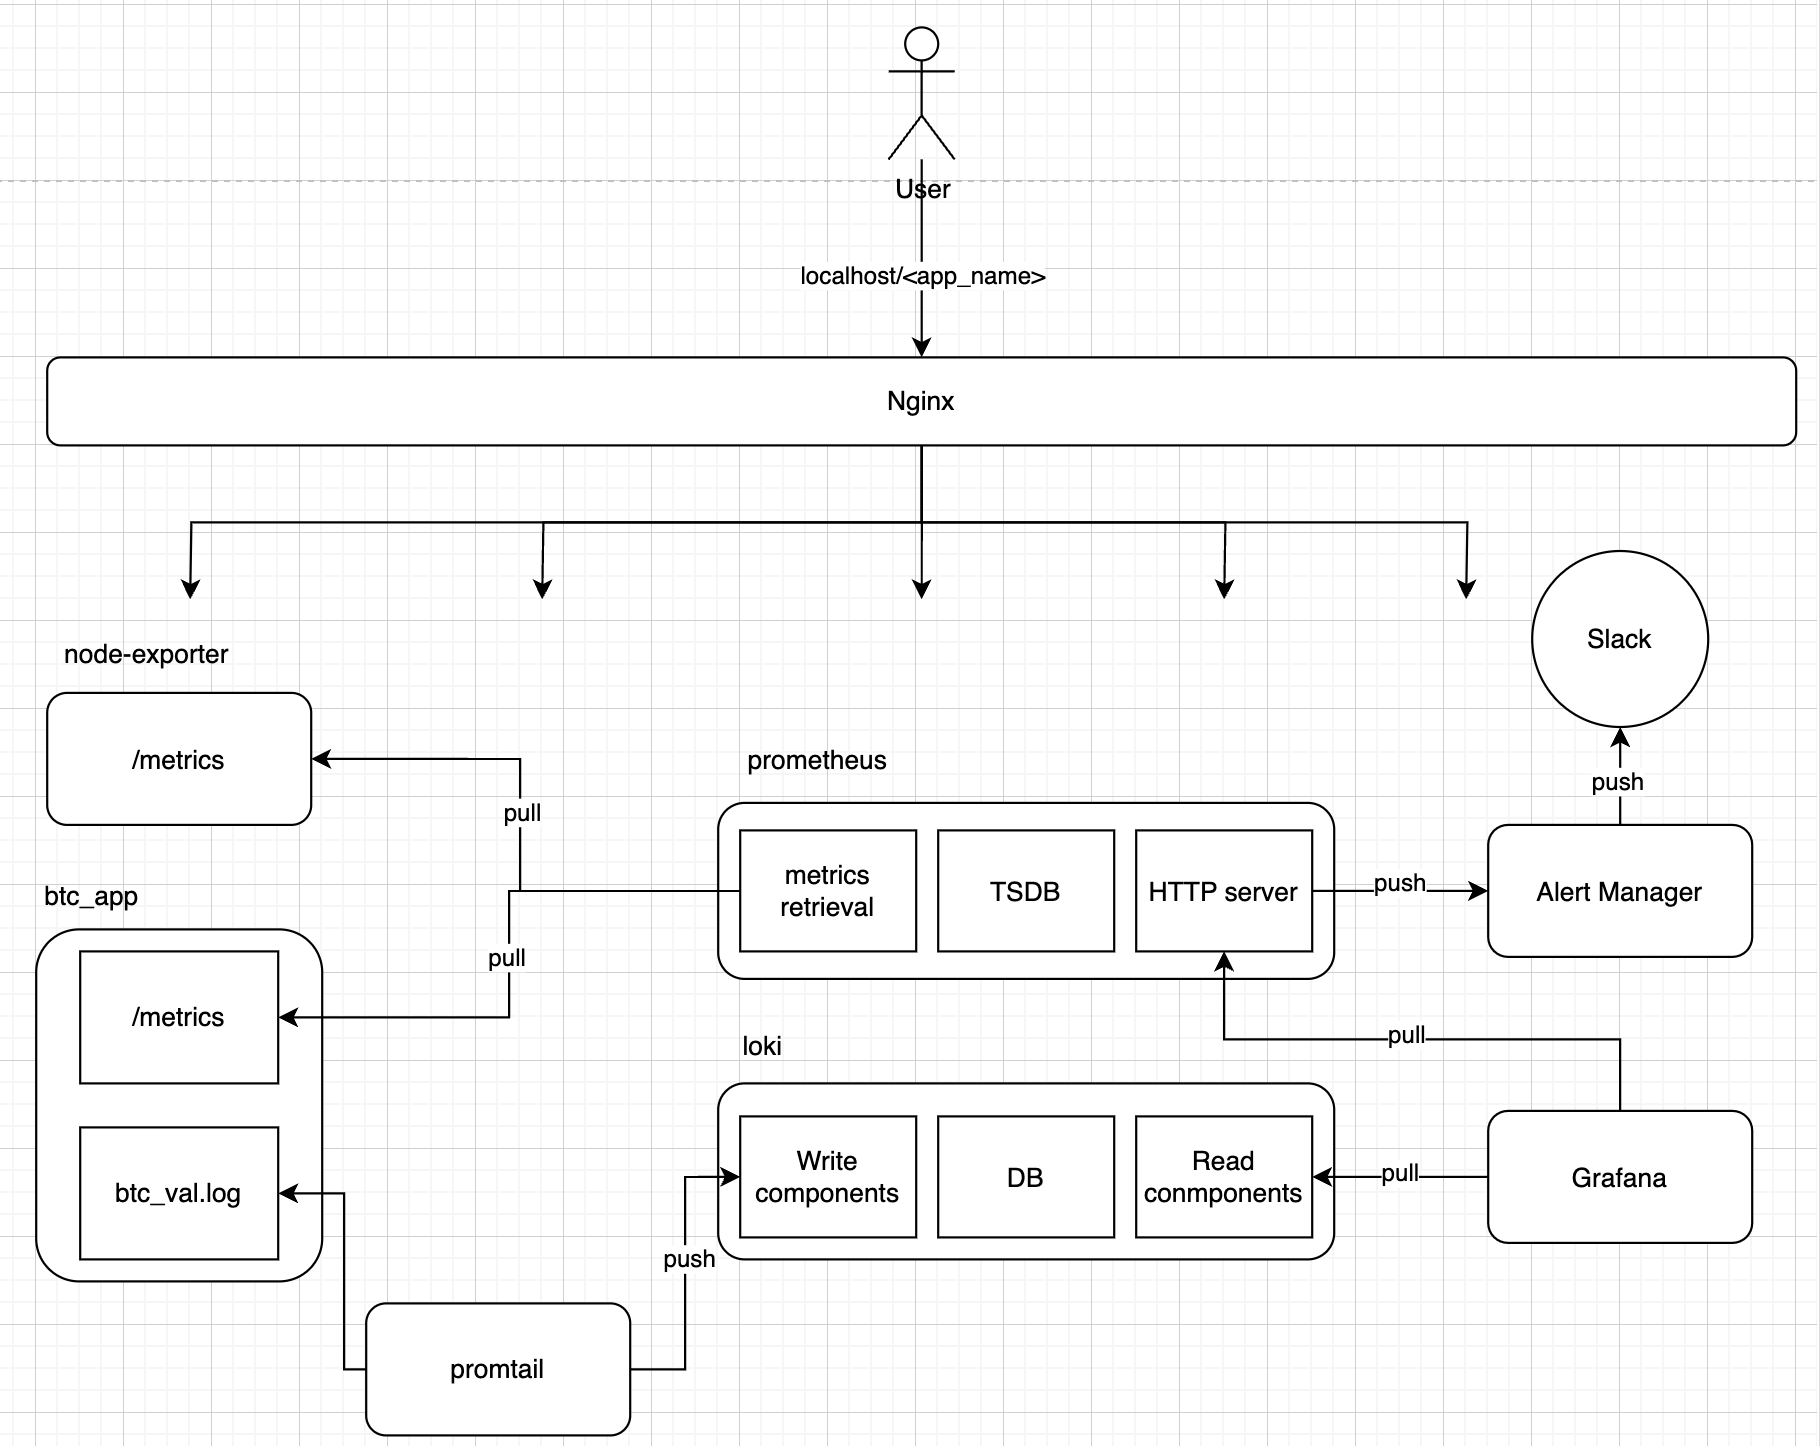 User
localhost/<app_name>
Nginx
Slack
node-exporter
/metrics
prometheus
push
pull
metrics
retrieval
TSDB
HTTP server
push
Alert Manager
btc_app
pull
/metrics
pull
loki
Write
components
DB
Read
conmponents
pull
Grafana
btc_val.log
push
promtail